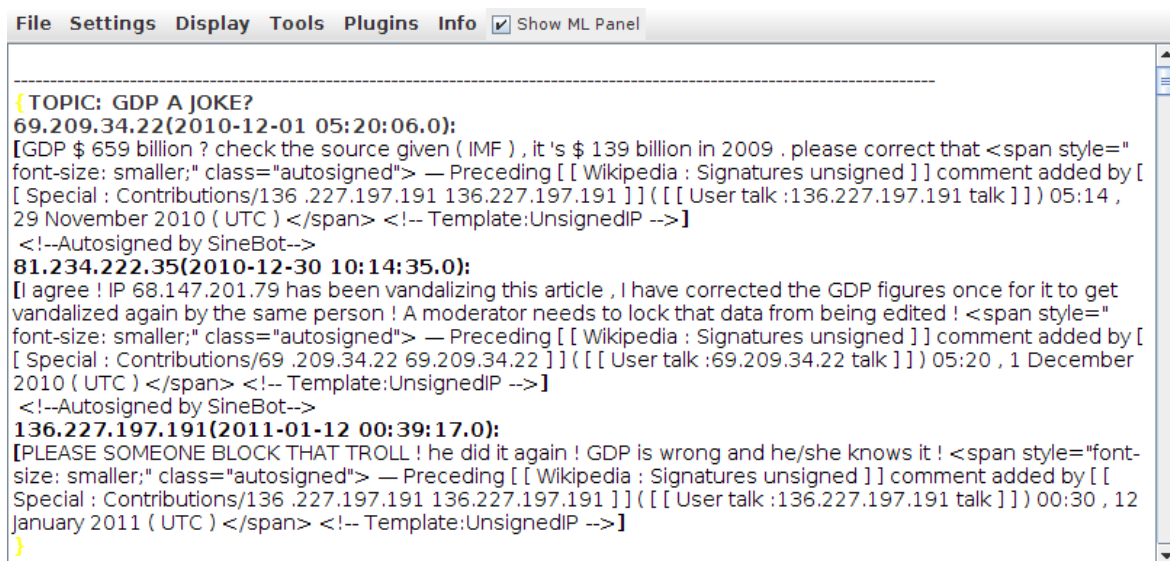 File Settings Display Tools Plugins Info Show ML Panel
--------------------------------------------------------------------------------------------------------------------------------
{TOPIC: GDP A JOKE?
69.209.34.22(2010-12-01 05:20:06.0):
[GDP $ 659 billion ? check the source given ( IMF ) , it 's $ 139 billion in 2009 . please correct that <span style="
font-size: smaller;" class="autosigned"> — Preceding [ [ Wikipedia : Signatures unsigned ] ] comment added by [
[ Special : Contributions/136 .227.197.191 136.227.197.191 ] ] ( [ [ User talk :136.227.197.191 talk ] ] ) 05:14 ,
29 November 2010 ( UTC ) </span> <!-- Template:UnsignedIP -->]
<!--Autosigned by SineBot-->
81.234.222.35(2010-12-30 10:14:35.0):
[I agree ! IP 68.147.201.79 has been vandalizing this article , I have corrected the GDP figures once for it to get
vandalized again by the same person ! A moderator needs to lock that data from being edited ! <span style="
font-size: smaller;" class="autosigned"> — Preceding [ [ Wikipedia : Signatures unsigned ] ] comment added by [
[ Special : Contributions/69 .209.34.22 69.209.34.22 ] ] ( [ [ User talk :69.209.34.22 talk ] ] ) 05:20 , 1 December
2010 ( UTC ) </span> <!-- Template:UnsignedIP -->]
<!--Autosigned by SineBot-->
136.227.197.191(2011-01-12 00:39:17.0):
[PLEASE SOMEONE BLOCK THAT TROLL ! he did it again ! GDP is wrong and he/she knows it ! <span style="font-
size: smaller;" class="autosigned"> — Preceding [ [ Wikipedia : Signatures unsigned ] ] comment added by [ [
Special : Contributions/136 .227.197.191 136.227.197.191 ] ] ( [ [ User talk :136.227.197.191 talk ] ] ) 00:30 , 12
January 2011 ( UTC ) </span> <!-- Template:UnsignedIP -->]
}